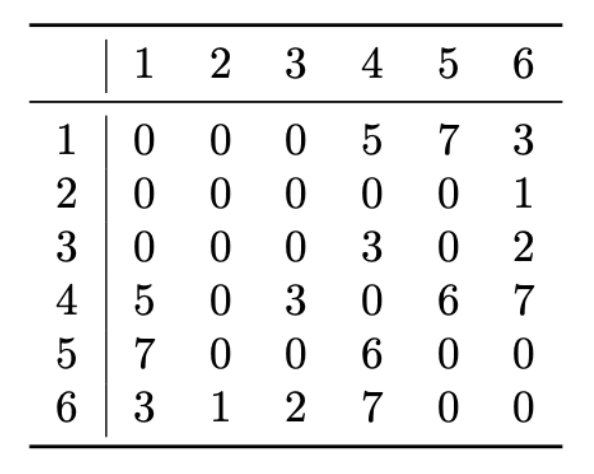 1 2 3 4 5 6
1 0 0 0 5 7 3
2 0 0 0 0 0 1
3 0 0 0 3 0 2
4 5 0 3 0 6 7
5 7 0 0 6 0 0
6 3 1 2 7 0 0